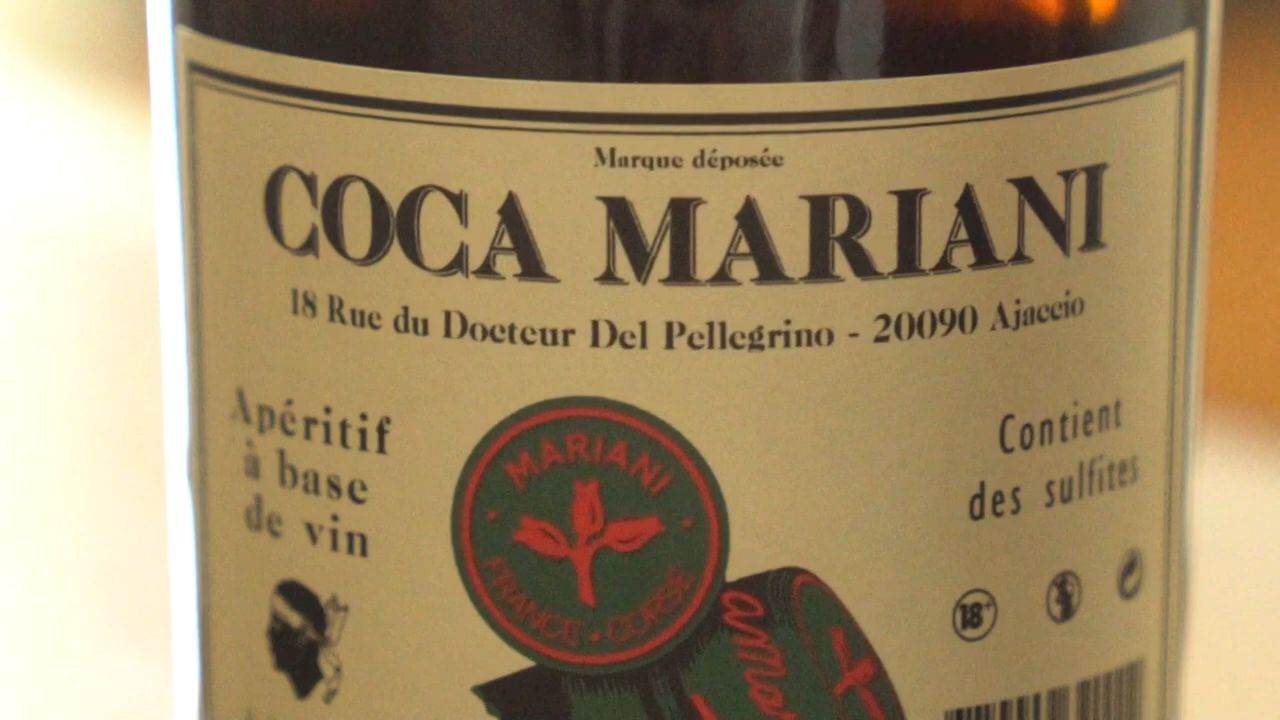 Marque déposée
COCA MARIANI
18 Rue du Docteur Del Pellegrino - 20090 Ajaccio
Apéritif
à base
de vin
Contient
des sulfites
MARIANI
FRANCE • CORSE
18+